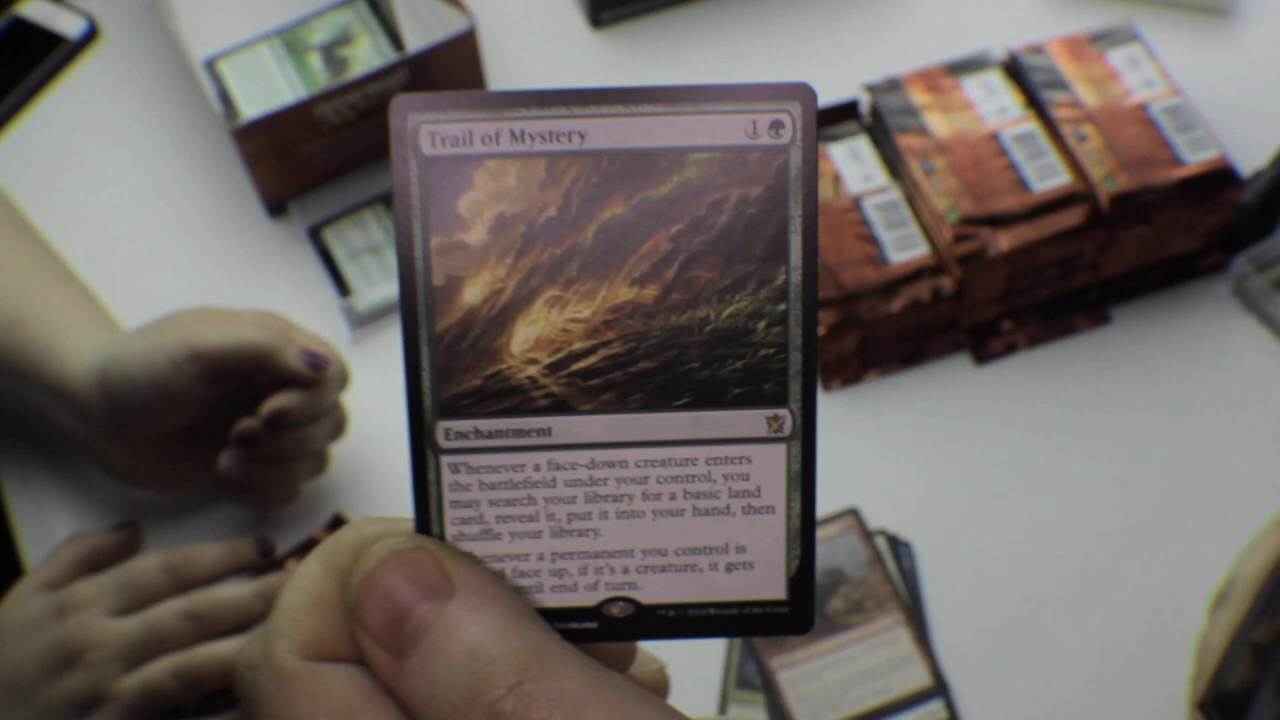 Trail of Mystery 1
Enchantment
Whenever a face-down creature enters
the battlefield under your control, you
may search your library for a basic land
card, reveal it, put it into your hand, then
shuffle your library.
a permanent you control is
face up, if it's a creature, it gets
end of turn.